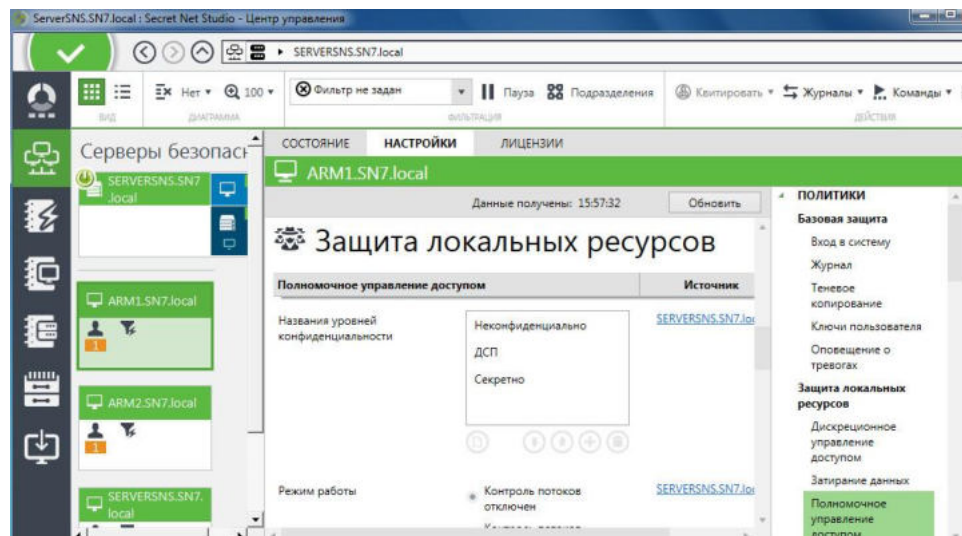 ServerSNS.SN7.local : Secret Net Studio - Центр управления
SERVERSNS.SN7.local
Нет
100
Фильтр не задан
Пауза
Подразделения
Квитировать
Журналы
Команды
ВИД
ДИАГРАММА
ФИЛЬТРАЦИЯ
ДЕЙСТВИЯ
Серверы безопасн
SERVERSNS.SN7
.local
ARM1.SN7.local
1
ARM2.SN7.local
1
SERVERSNS.SN7.
local
СОСТОЯНИЕ
НАСТРОЙКИ
ЛИЦЕНЗИИ
ARM1.SN7.local
Данные получены: 15:57:32
Обновить
Защита локальных ресурсов
Полномочное управление доступом
Источник
Названия уровней
конфиденциальности
Неконфиденциально
ДСП
Секретно
SERVERSNS.SN7.loc
Режим работы
Контроль потоков
отключен
SERVERSNS.SN7.loc
ПОЛИТИКИ
Базовая защита
Вход в систему
Журнал
Теневое
копирование
Ключи пользователя
Оповещение о
тревогах
Защита локальных
ресурсов
Дискреционное
управление
доступом
Затирание данных
Полномочное
управление
доступом